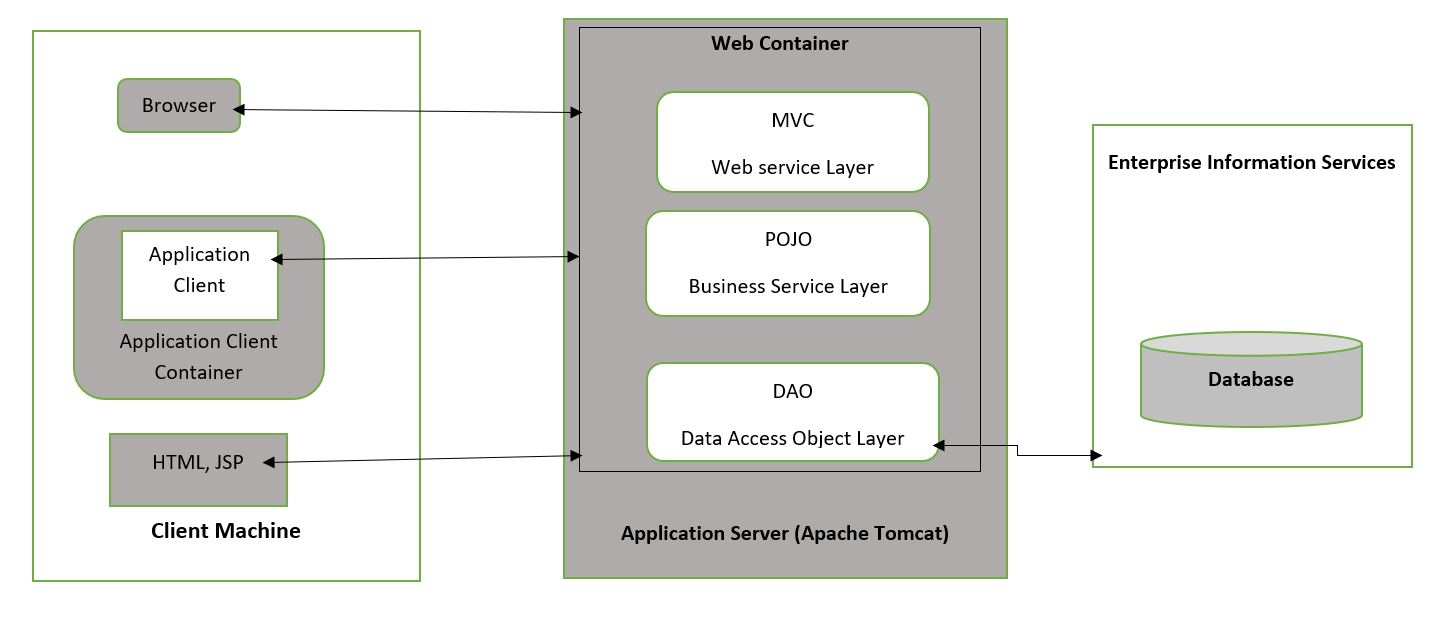 Browser
Application
Client
Application Client
Container
HTML, JSP
Client Machine
Web Container
MVC
Web service Layer
POJO
Business Service Layer
DAO
Data Access Object Layer
Application Server (Apache Tomcat)
Enterprise Information Services
Database